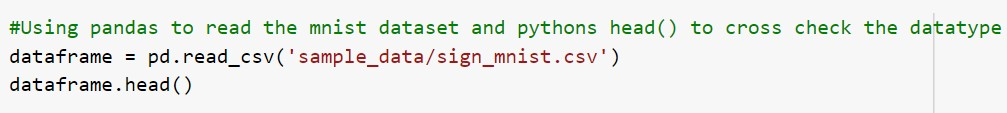 #Using pandas to read the mnist dataset and pythons head() to cross check the datatype
dataframe = pd.read_csv('sample_data/sign_mnist.csv')
dataframe.head()